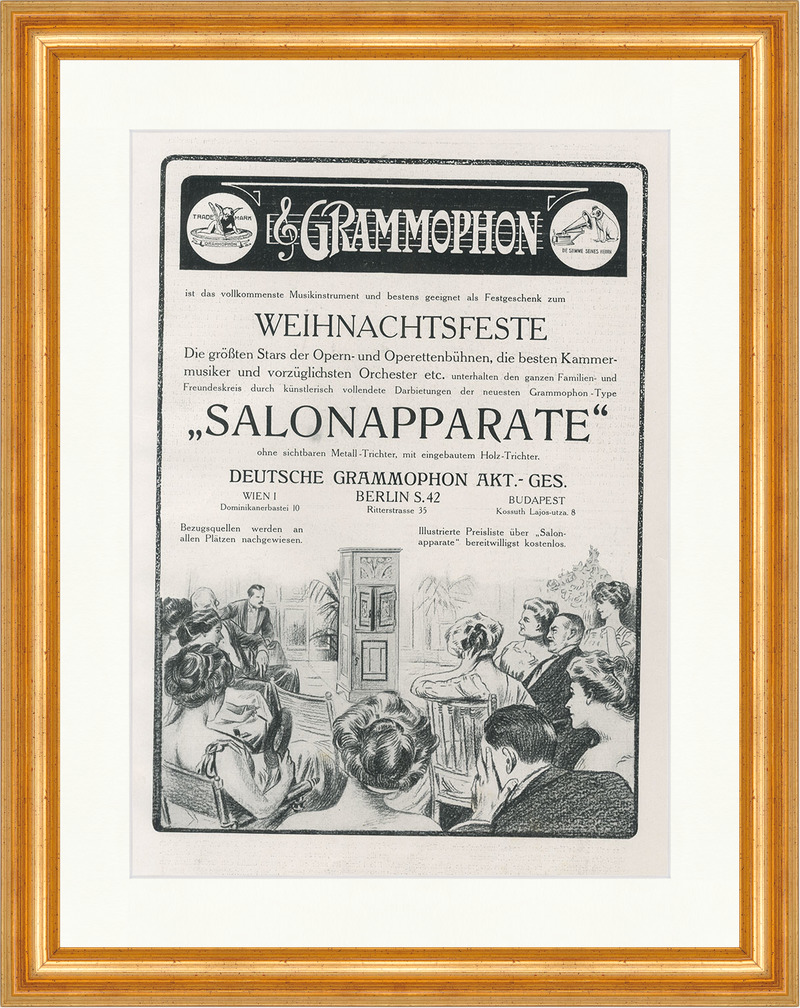 TRADE MARK
GRAMMOPHON
GRAMMOPHON
DIE STIMME SEINES HERRN
ist das vollkommenste Musikinstrument und bestens geeignet als Festgeschenk zum
WEIHNACHTSFESTE
Die größten Stars der Opern- und Operettenbühnen, die besten Kammer-
musiker und vorzüglichsten Orchester etc. unterhalten den ganzen Familien- und
Freundeskreis durch künstlerisch vollendete Darbietungen der neuesten Grammophon-Type
„SALONAPPARATE“
ohne sichtbaren Metall-Trichter, mit eingebautem Holz-Trichter.
DEUTSCHE GRAMMOPHON AKT.-GES.
WIEN I BERLIN S.42 BUDAPEST
Dominikanerbastei 10 Ritterstrasse 35 Kossuth Lajos-utza. 8
Bezugsquellen werden an
allen Plätzen nachgewiesen.
Illustrierte Preisliste über „Salon-
apparate“ bereitwilligst kostenlos.